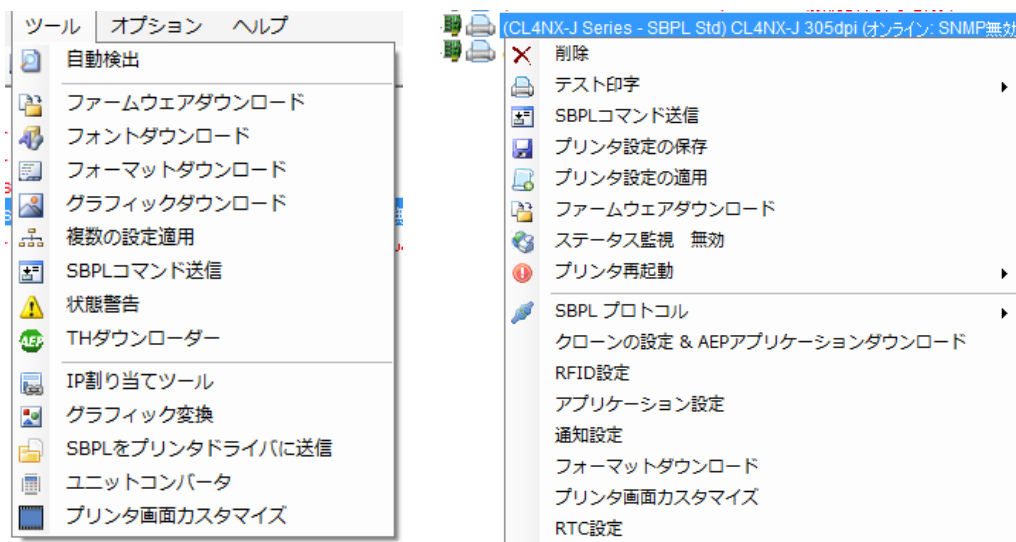 ツール オプション ヘルプ
自動検出
ファームウェアダウンロード
フォントダウンロード
フォーマットダウンロード
グラフィックダウンロード
複数の設定適用
SBPLコマンド送信
状態警告
AEP THダウンローダー
IP割り当てツール
グラフィック変換
SBPLをプリンタドライバに送信
ユニットコンバータ
プリンタ画面カスタマイズ
(CL4NX-J Series - SBPL Std) CL4NX-J 305dpi (オンライン: SNMP無効
削除
テスト印字
SBPLコマンド送信
プリンタ設定の保存
プリンタ設定の適用
ファームウェアダウンロード
ステータス監視 無効
プリンタ再起動
SBPL プロトコル
クローンの設定 & AEPアプリケーションダウンロード
RFID設定
アプリケーション設定
通知設定
フォーマットダウンロード
プリンタ画面カスタマイズ
RTC設定